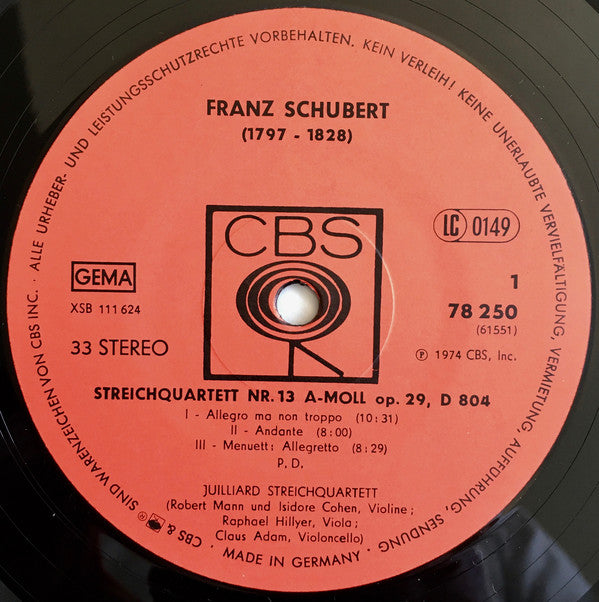 · ALLE URHEBER- UND LEISTUNGSSCHUTZRECHTE VORBEHALTEN. KEIN VERLEIH! KEINE UNERLAUBTE VERVIELFÄLTIGUNG, VERMIETUNG, AUFFÜHRUNG, SENDUNG
FRANZ SCHUBERT
(1797 - 1828)
CBS
LC 0149
GEMA
XSB 111 624
33 STEREO
1
78 250
(61551)
℗ 1974 CBS, Inc.
STREICHQUARTETT NR. 13 A-MOLL op. 29, D 804
I - Allegro ma non troppo (10:31)
II - Andante (8:00)
III - Menuett: Allegretto (8:29)
P. D.
JUILLIARD STREICHQUARTETT
(Robert Mann und Isidore Cohen, Violine;
Raphael Hillyer, Viola;
Claus Adam, Violoncello)
· MADE IN GERMANY ·
CBS & ® SIND WARENZEICHEN VON CBS INC.